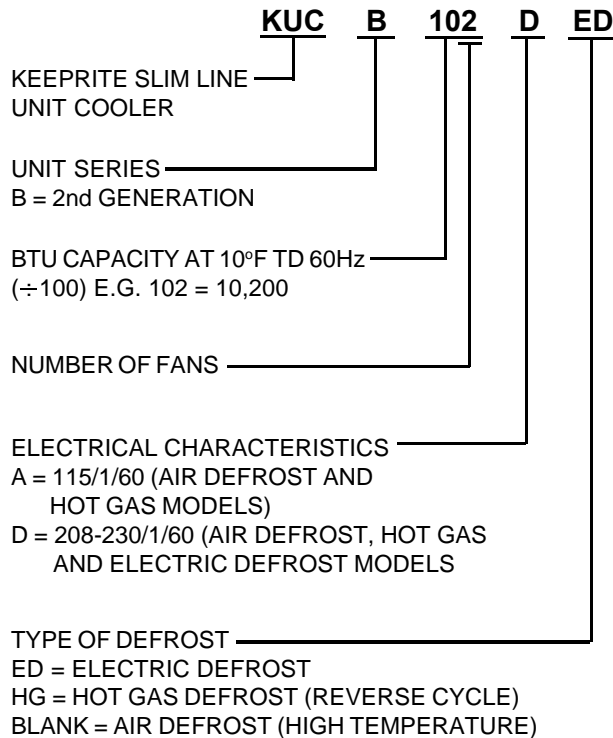 KUC B 102 D ED
KEEPRITE SLIM LINE
UNIT COOLER
UNIT SERIES
B = 2nd GENERATION
BTU CAPACITY AT 10°F TD 60Hz
(÷100) E.G. 102 = 10,200
NUMBER OF FANS
ELECTRICAL CHARACTERISTICS
A = 115/1/60 (AIR DEFROST AND
HOT GAS MODELS)
D = 208-230/1/60 (AIR DEFROST, HOT GAS
AND ELECTRIC DEFROST MODELS
TYPE OF DEFROST
ED = ELECTRIC DEFROST
HG = HOT GAS DEFROST (REVERSE CYCLE)
BLANK = AIR DEFROST (HIGH TEMPERATURE)